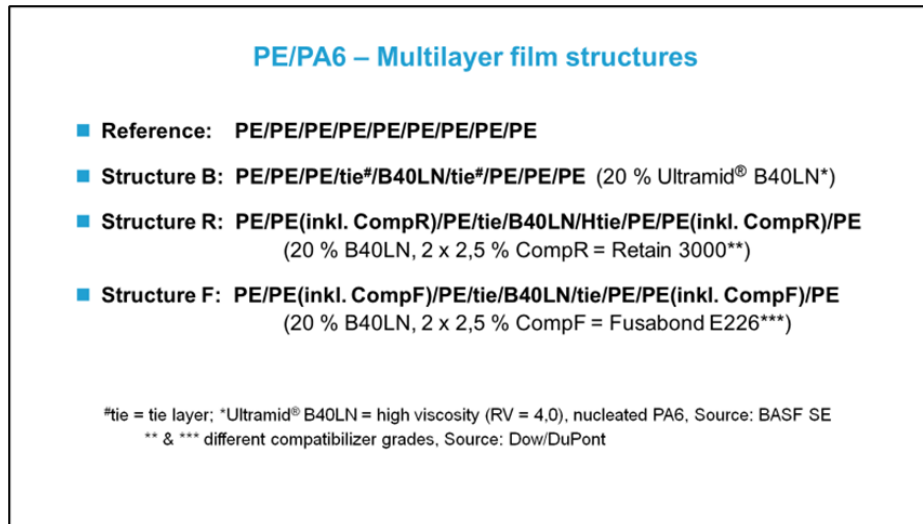 PE/PA6 – Multilayer film structures
Reference: PE/PE/PE/PE/PE/PE/PE/PE/PE
Structure B: PE/PE/PE/tie#/B40LN/tie#/PE/PE/PE (20 % Ultramid® B40LN*)
Structure R: PE/PE(inkl. CompR)/PE/tie/B40LN/Htie/PE/PE(inkl. CompR)/PE
(20 % B40LN, 2 x 2,5 % CompR = Retain 3000**)
Structure F: PE/PE(inkl. CompF)/PE/tie/B40LN/tie/PE/PE(inkl. CompF)/PE
(20 % B40LN, 2 x 2,5 % CompF = Fusabond E226***)
#tie = tie layer; *Ultramid® B40LN = high viscosity (RV = 4,0), nucleated PA6, Source: BASF SE
** & *** different compatibilizer grades, Source: Dow/DuPont